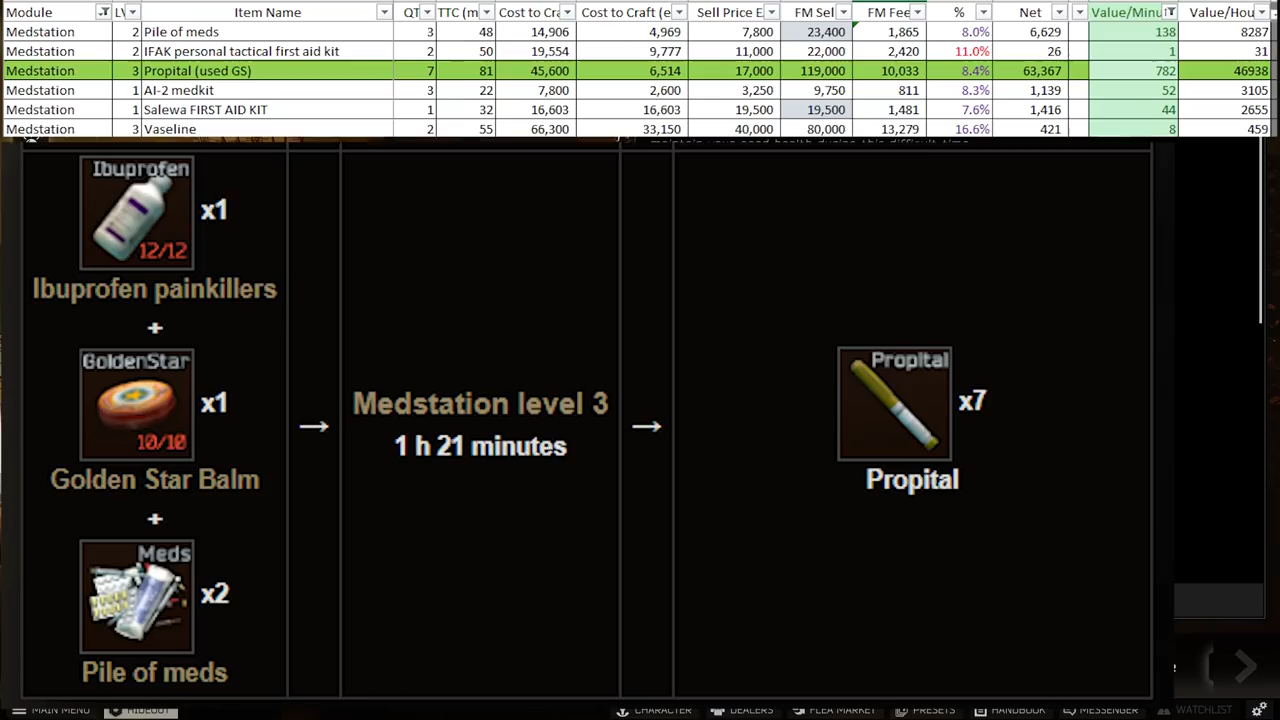 Module LV Item Name QT TTC (m Cost to Cra Cost to Craft (e Sell Price E FM Sel FM Fee % Net Value/Minu Value/Hou
Medstation 2 Pile of meds 3 48 14,906 4,969 7,800 23,400 1,865 8.0% 6,629 138 8287
Medstation 2 IFAK personal tactical first aid kit 2 50 19,554 9,777 11,000 22,000 2,420 11.0% 26 1 31
Medstation 3 Propital (used GS) 7 81 45,600 6,514 17,000 119,000 10,033 8.4% 63,367 782 46938
Medstation 1 AI-2 medkit 3 22 7,800 2,600 3,250 9,750 811 8.3% 1,139 52 3105
Medstation 1 Salewa FIRST AID KIT 1 32 16,603 16,603 19,500 19,500 1,481 7.6% 1,416 44 2655
Medstation 3 Vaseline 2 55 66,300 33,150 40,000 80,000 13,279 16.6% 421 8 459
Ibuprofen
12/12
x1
Ibuprofen painkillers
+
GoldenStar
10/10
x1
Golden Star Balm
+
Meds
x2
Pile of meds
→
Medstation level 3
1 h 21 minutes
→
Propital
x7
Propital
MAIN MENU HIDEOUT CHARACTER DEALERS FLEA MARKET PRESETS HANDBOOK MESSENGER WATCHLIST